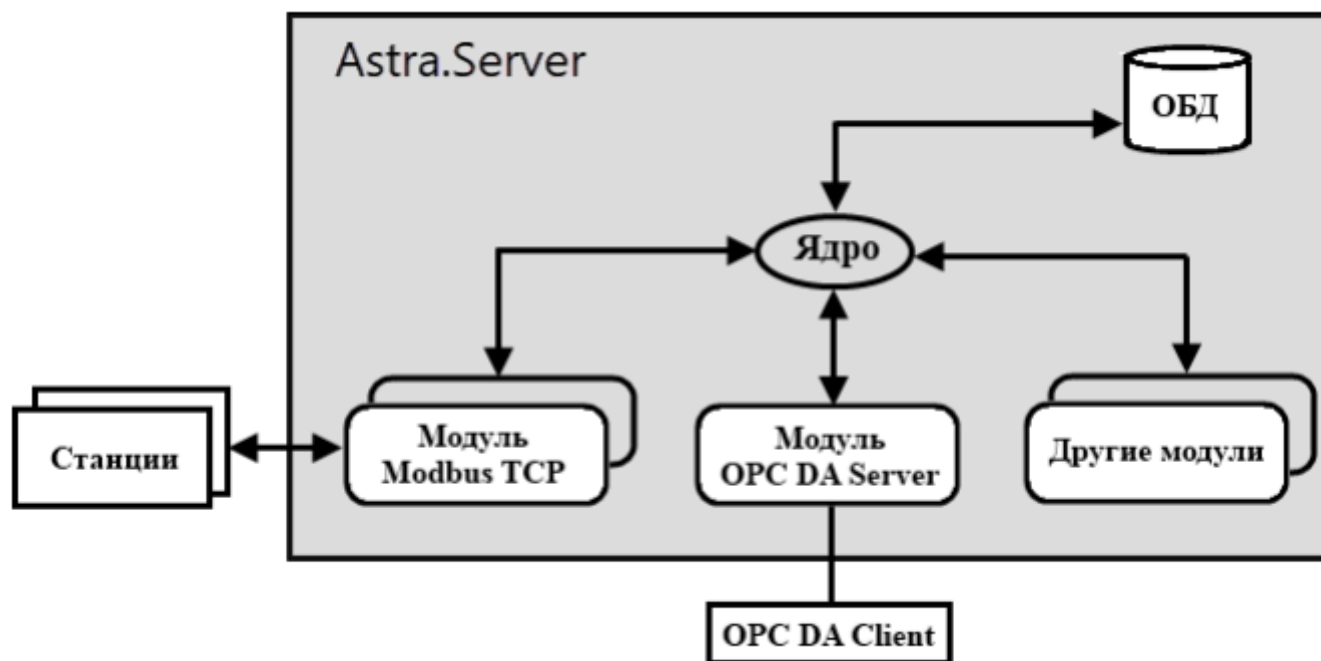 Astra.Server
ОБД
Ядро
Станции
Модуль
Modbus TCP
Модуль
OPC DA Server
Другие модули
OPC DA Client